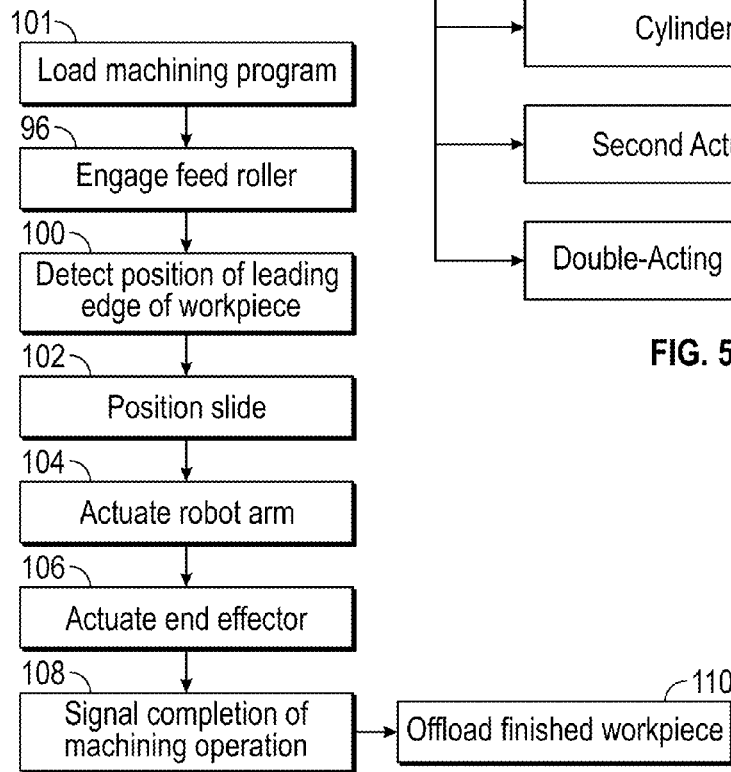 101
Load machining program
96
Engage feed roller
100
Detect position of leading
edge of workpiece
102
Position slide
104
Actuate robot arm
106
Actuate end effector
108
Signal completion of
machining operation
110
Offload finished workpiece
Cylinder
Second
Double-Acting
FIG. 5